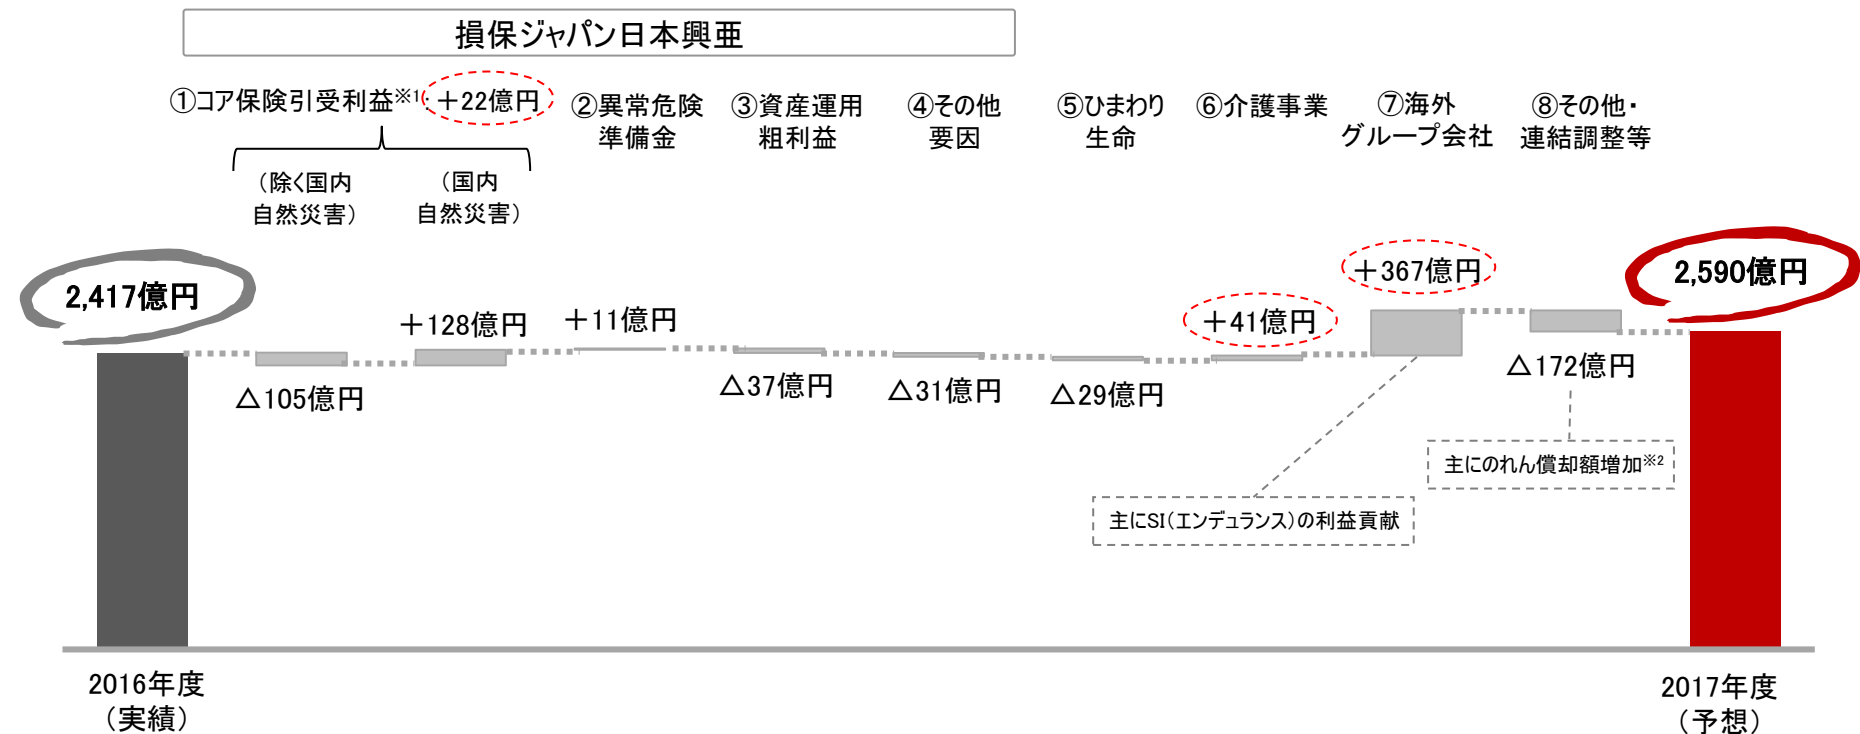 損保ジャパン日本興亜
①コア保険引受利益※1:＋22億円
（除く国内
自然災害）
（国内
自然災害）
②異常危険
準備金
③資産運用
粗利益
④その他
要因
⑤ひまわり
生命
⑥介護事業
⑦海外
グループ会社
⑧その他・
連結調整等
2,417億円
△105億円
＋128億円
＋11億円
△37億円
△31億円
△29億円
＋41億円
＋367億円
△172億円
2,590億円
主にSI（エンデュランス）の利益貢献
主にのれん償却額増加※2
2016年度
（実績）
2017年度
（予想）